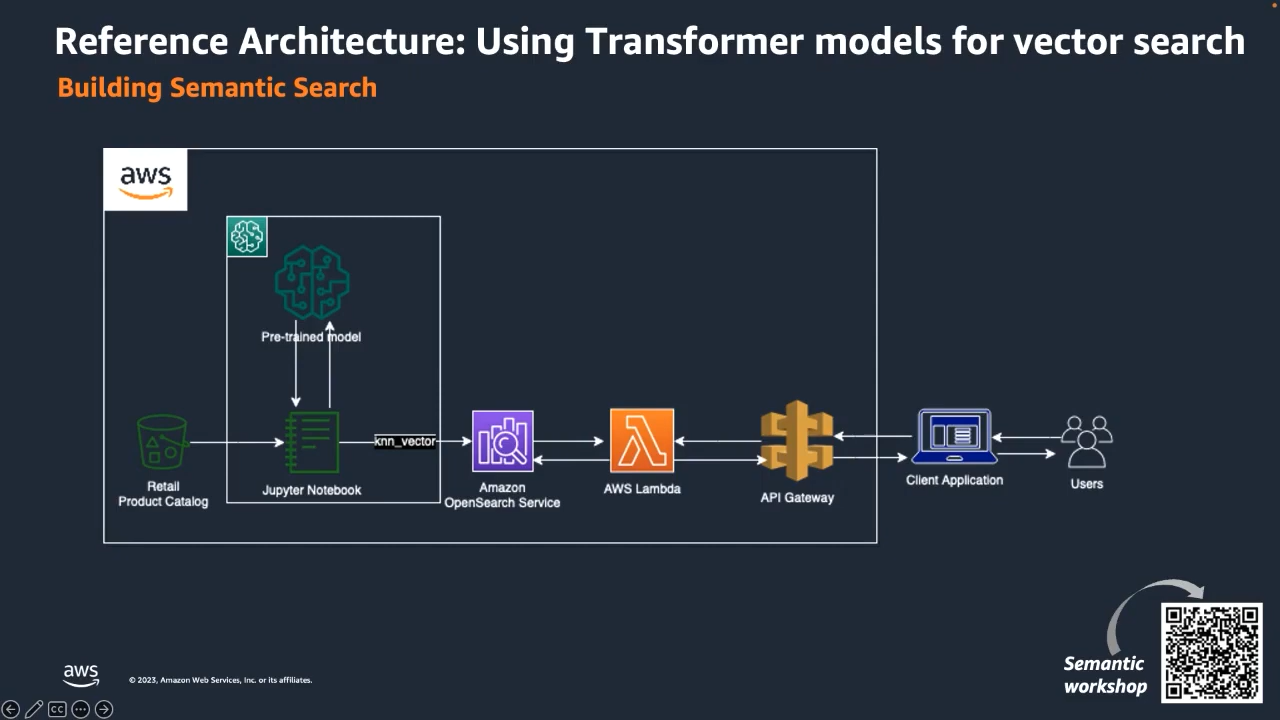 Reference Architecture: Using Transformer models for vector search
Building Semantic Search
aws
Pre-trained model
knn_vector
Retail
Product Catalog
Jupyter Notebook
Amazon
OpenSearch Service
AWS Lambda
API Gateway
Client Application
Users
Semantic
workshop
aws
© 2023, Amazon Web Services, Inc. or its affiliates.
CC